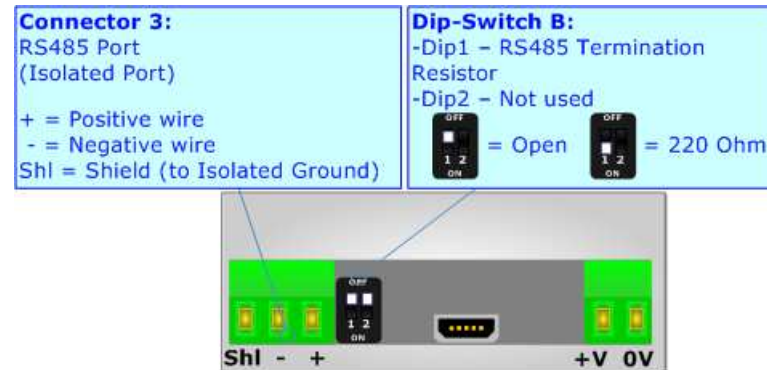 Connector 3:
RS485 Port
(Isolated Port)
+ = Positive wire
- = Negative wire
Shl = Shield (to Isolated Ground)
Dip-Switch B:
-Dip1 – RS485 Termination
Resistor
-Dip2 – Not used
OFF
1 2
ON
= Open
OFF
1 2
ON
= 220 Ohm
OFF
1 2
ON
Shl - +
+V 0V